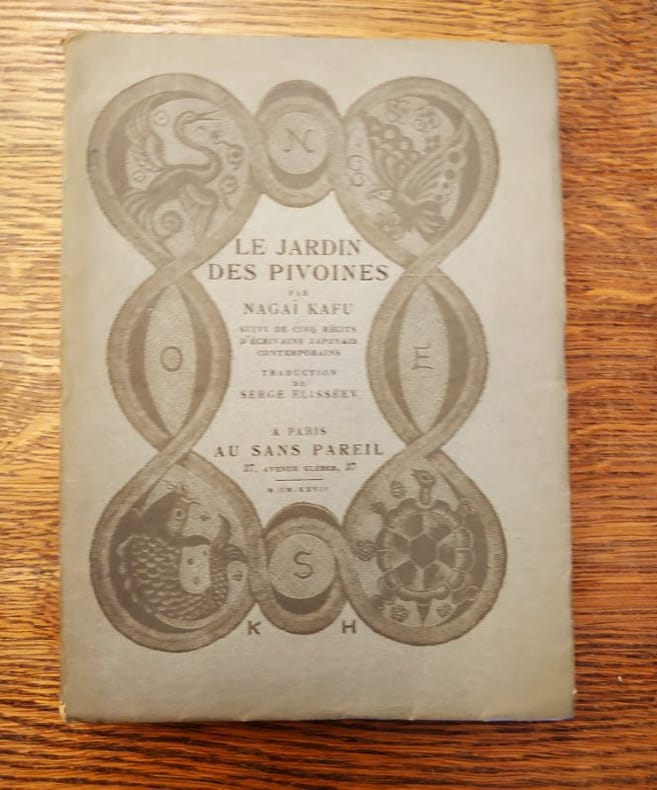 N
LE JARDIN
DES PIVOINES
PAR
NAGAÏ KAFU
SUIVI DE CINQ RÉCITS
D'ÉCRIVAINS JAPONAIS
CONTEMPORAINS
TRADUCTION
DE
SERGE ELISSÉEV
O
E
A PARIS
AU SANS PAREIL
37, AVENUE KLÉBER, 37
M.CM.XXVII
S
K H